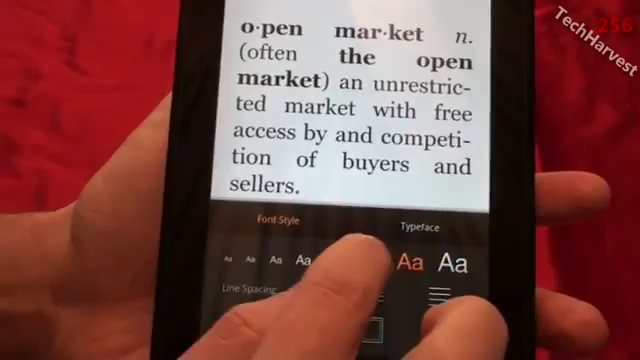 256
TechHarvest
o·pen mar·ket n.
(often the open
market) an unrestric-
ted market with free
access by and competi-
tion of buyers and
sellers.
Font Style Typeface
Aa Aa Aa Aa Aa Aa
Line Spacing